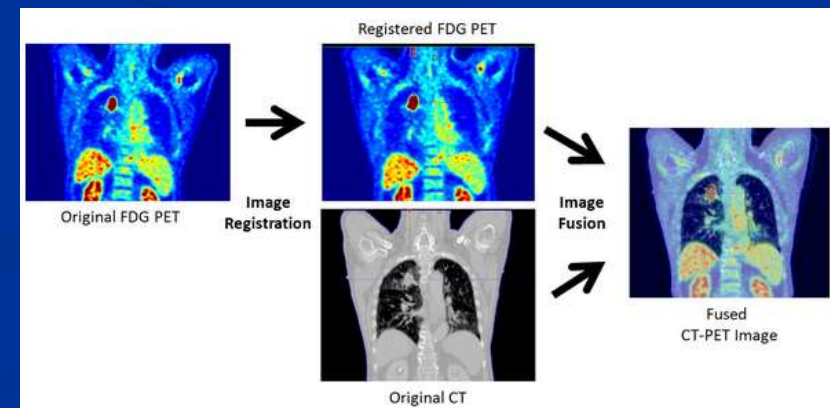 Registered FDG PET
Original FDG PET
Image
Registration
Image
Fusion
Original CT
Fused
CT-PET Image